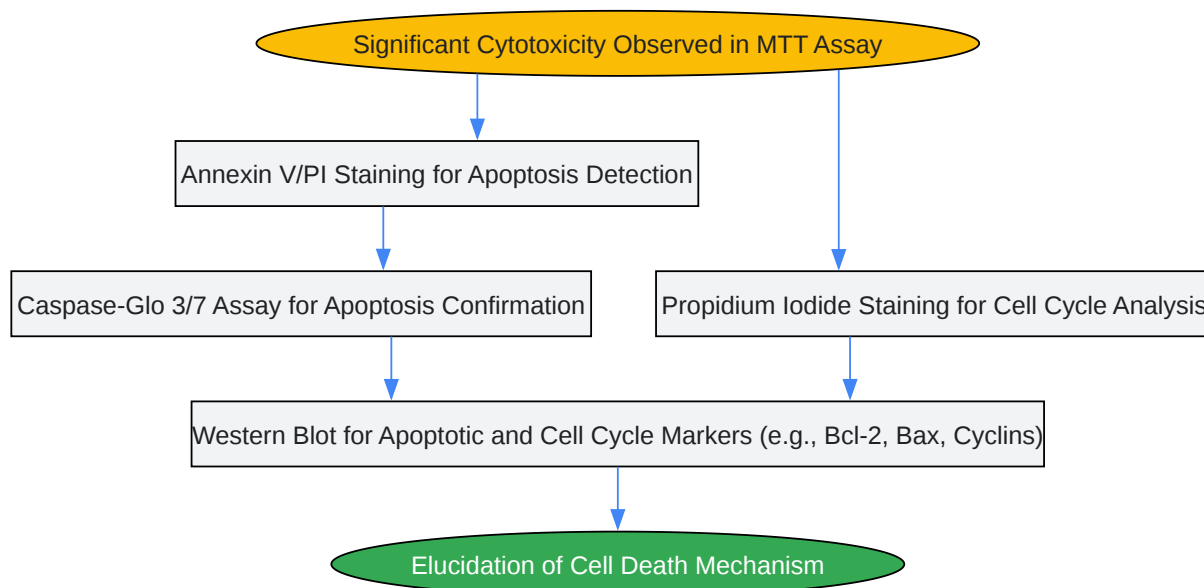 Significant Cytotoxicity Observed in MTT Assay
Annexin V/PI Staining for Apoptosis Detection
Caspase-Glo 3/7 Assay for Apoptosis Confirmation
Propidium Iodide Staining for Cell Cycle Analysis
Western Blot for Apoptotic and Cell Cycle Markers (e.g., Bcl-2, Bax, Cyclins)
Elucidation of Cell Death Mechanism